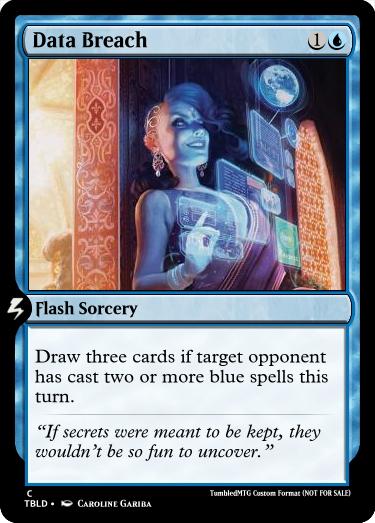 Data Breach
1
Flash Sorcery
Draw three cards if target opponent
has cast two or more blue spells this
turn.
“If secrets were meant to be kept, they
wouldn’t be so fun to uncover.”
C
TBLD • Caroline Gariba
TumbledMTG Custom Format (NOT FOR SALE)